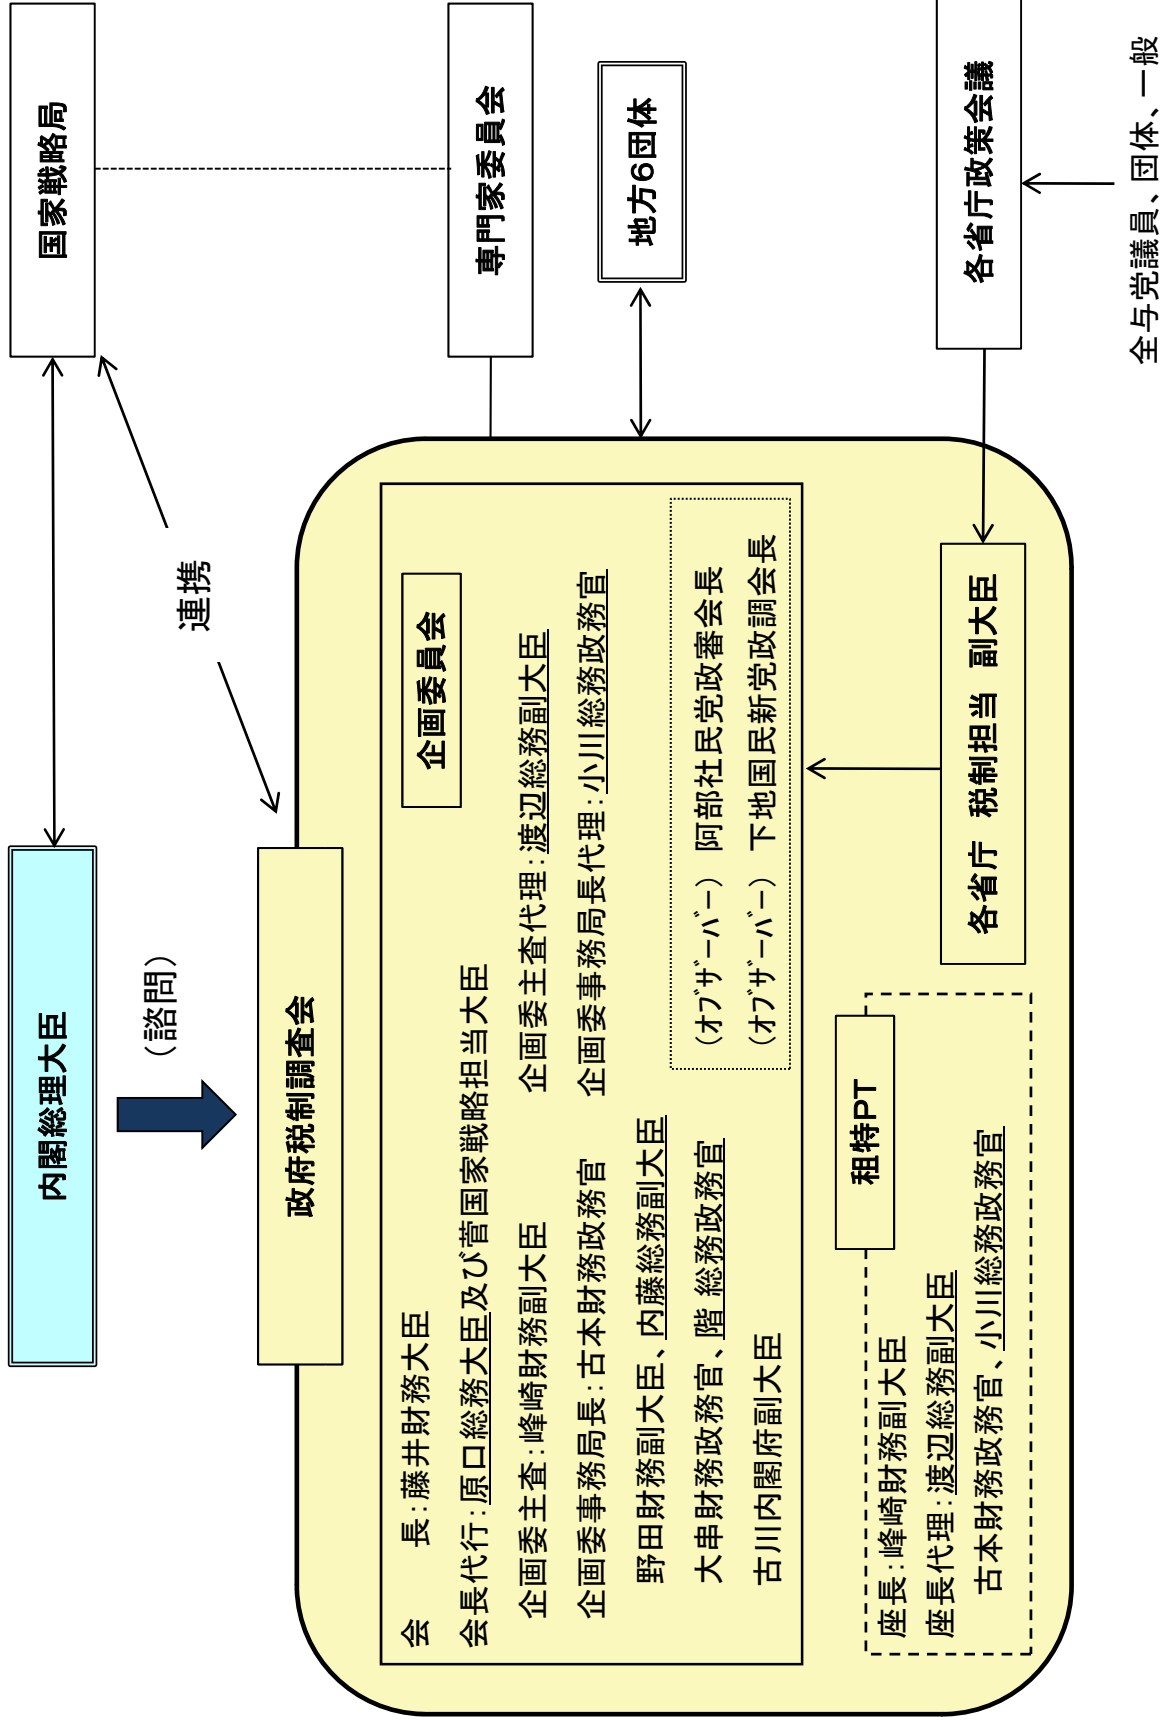 内閣総理大臣
国家戦略局
（諮問）
連携
政府税制調査会
専門家委員会
企画委員会
会　　長：藤井財務大臣
会長代行：原口総務大臣及び菅国家戦略担当大臣
企画委主査：峰崎財務副大臣　企画委主査代理：渡辺総務副大臣
企画委事務局長：古本財務政務官　企画委事務局長代理：小川総務政務官
野田財務副大臣、内藤総務副大臣
大串財務政務官、階 総務政務官
古川内閣府副大臣
（ｵﾌﾞｻﾞｰﾊﾞｰ）　阿部社民党政審会長
（ｵﾌﾞｻﾞｰﾊﾞｰ）　下地国民新党政調会長
地方６団体
租特PT
座長：峰崎財務副大臣
座長代理：渡辺総務副大臣
古本財務政務官、小川総務政務官
各省庁　税制担当　副大臣
各省庁政策会議
全与党議員、団体、一般